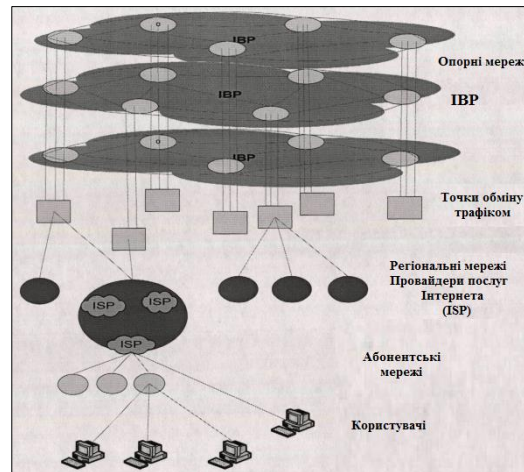 IBP
Опорні мереж
IBP
IBP
IBP
Точки обміну
трафіком
Регіональні мережі
Провайдери послуг
Інтернета
(ISP)
ISP
ISP
ISP
Абонентські
мережі
Користувачі